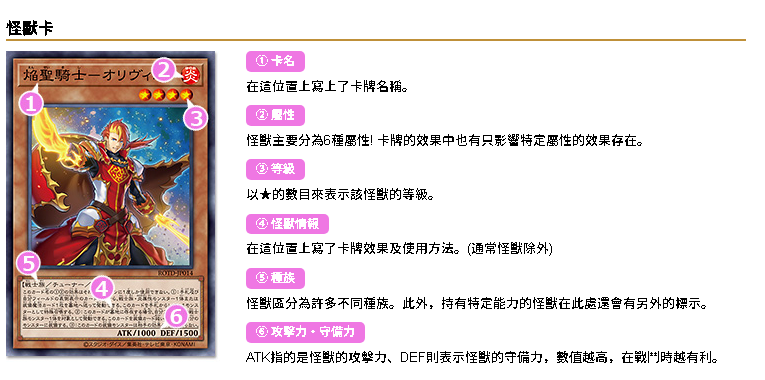 怪獸卡
焔聖騎士－オリヴィ
炎
① 卡名
在這位置上寫上了卡牌名稱。
② 屬性
怪獸主要分為6種屬性! 卡牌的效果中也有只影響特定屬性的效果存在。
③ 等級
以★的數目來表示該怪獸的等級。
④ 怪獸情報
在這位置上寫了卡牌效果及使用方法。(通常怪獸除外)
⑤ 種族
怪獸區分為許多不同種族。此外，持有特定能力的怪獸在此處還會有另外的標示。
⑥ 攻擊力・守備力
ATK指的是怪獸的攻擊力、DEF則表示怪獸的守備力，數值越高，在戰鬥時越有利。
1
2
3
ROTD-JP014
5
【戦士族／チューナー／
4
6
ATK/1000 DEF/1500
©スタジオ・ダイス／集英社・テレビ東京・KONAMI